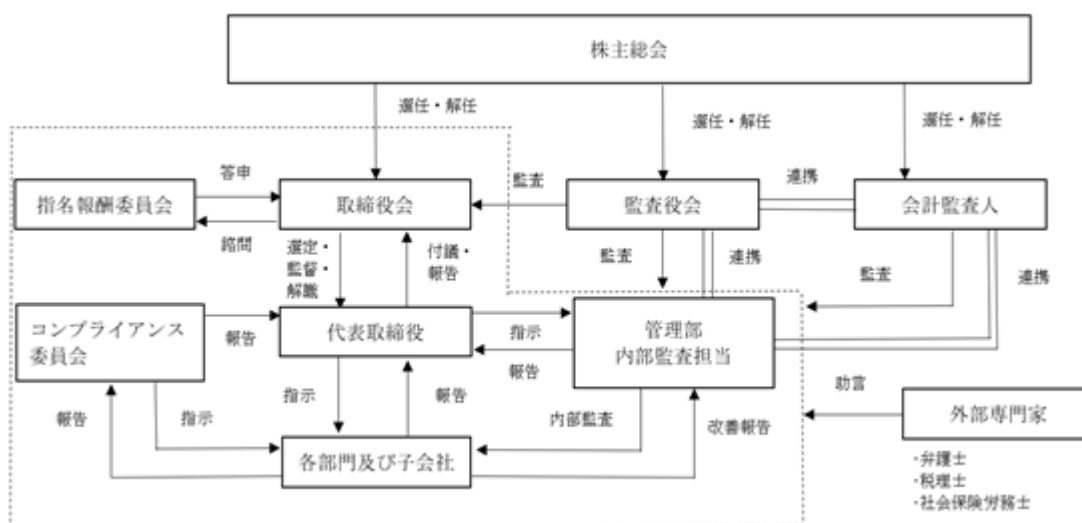 株主総会
選任・解任
選任・解任
選任・解任
答申
監査
連携
指名報酬委員会
取締役会
監査役会
会計監査人
諮問
選定・
監督・
解職
付議・
報告
監査
連携
監査
連携
コンプライアンス
委員会
報告
代表取締役
指示
報告
管理部
内部監査担当
報告
指示
指示
報告
内部監査
改善報告
助言
外部専門家
各部門及び子会社
・弁護士
・税理士
・社会保険労務士